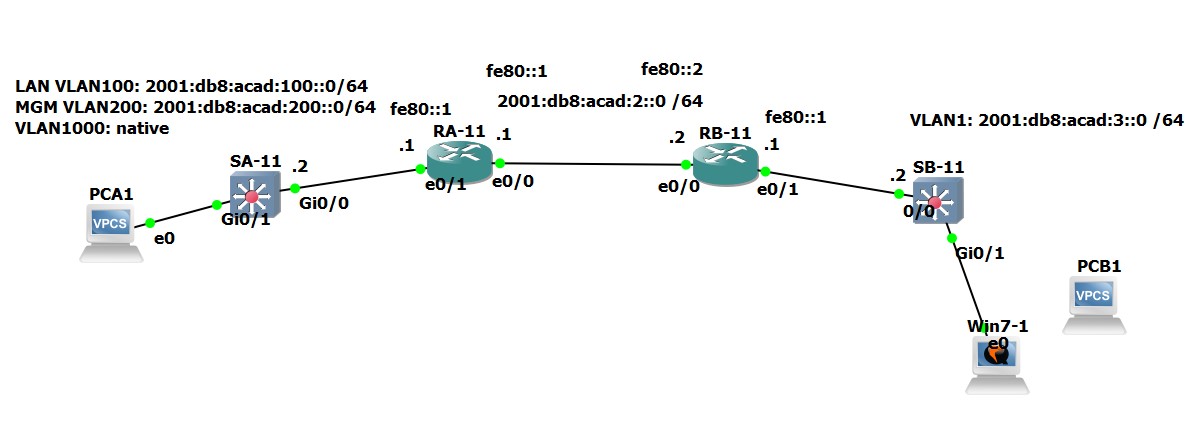 LAN VLAN100: 2001:db8:acad:100::0/64
MGM VLAN200: 2001:db8:acad:200::0/64
VLAN1000: native
fe80::1
fe80::2
fe80::1
2001:db8:acad:2::0 /64
fe80::1
VLAN1: 2001:db8:acad:3::0 /64
RA-11
RB-11
.1
.1
.2
.1
e0/1
e0/0
e0/0
e0/1
SA-11
.2
Gi0/1
Gi0/0
PCA1
VPCS
e0
SB-11
.2
0/0
Gi0/1
PCB1
VPCS
Win7-1
e0